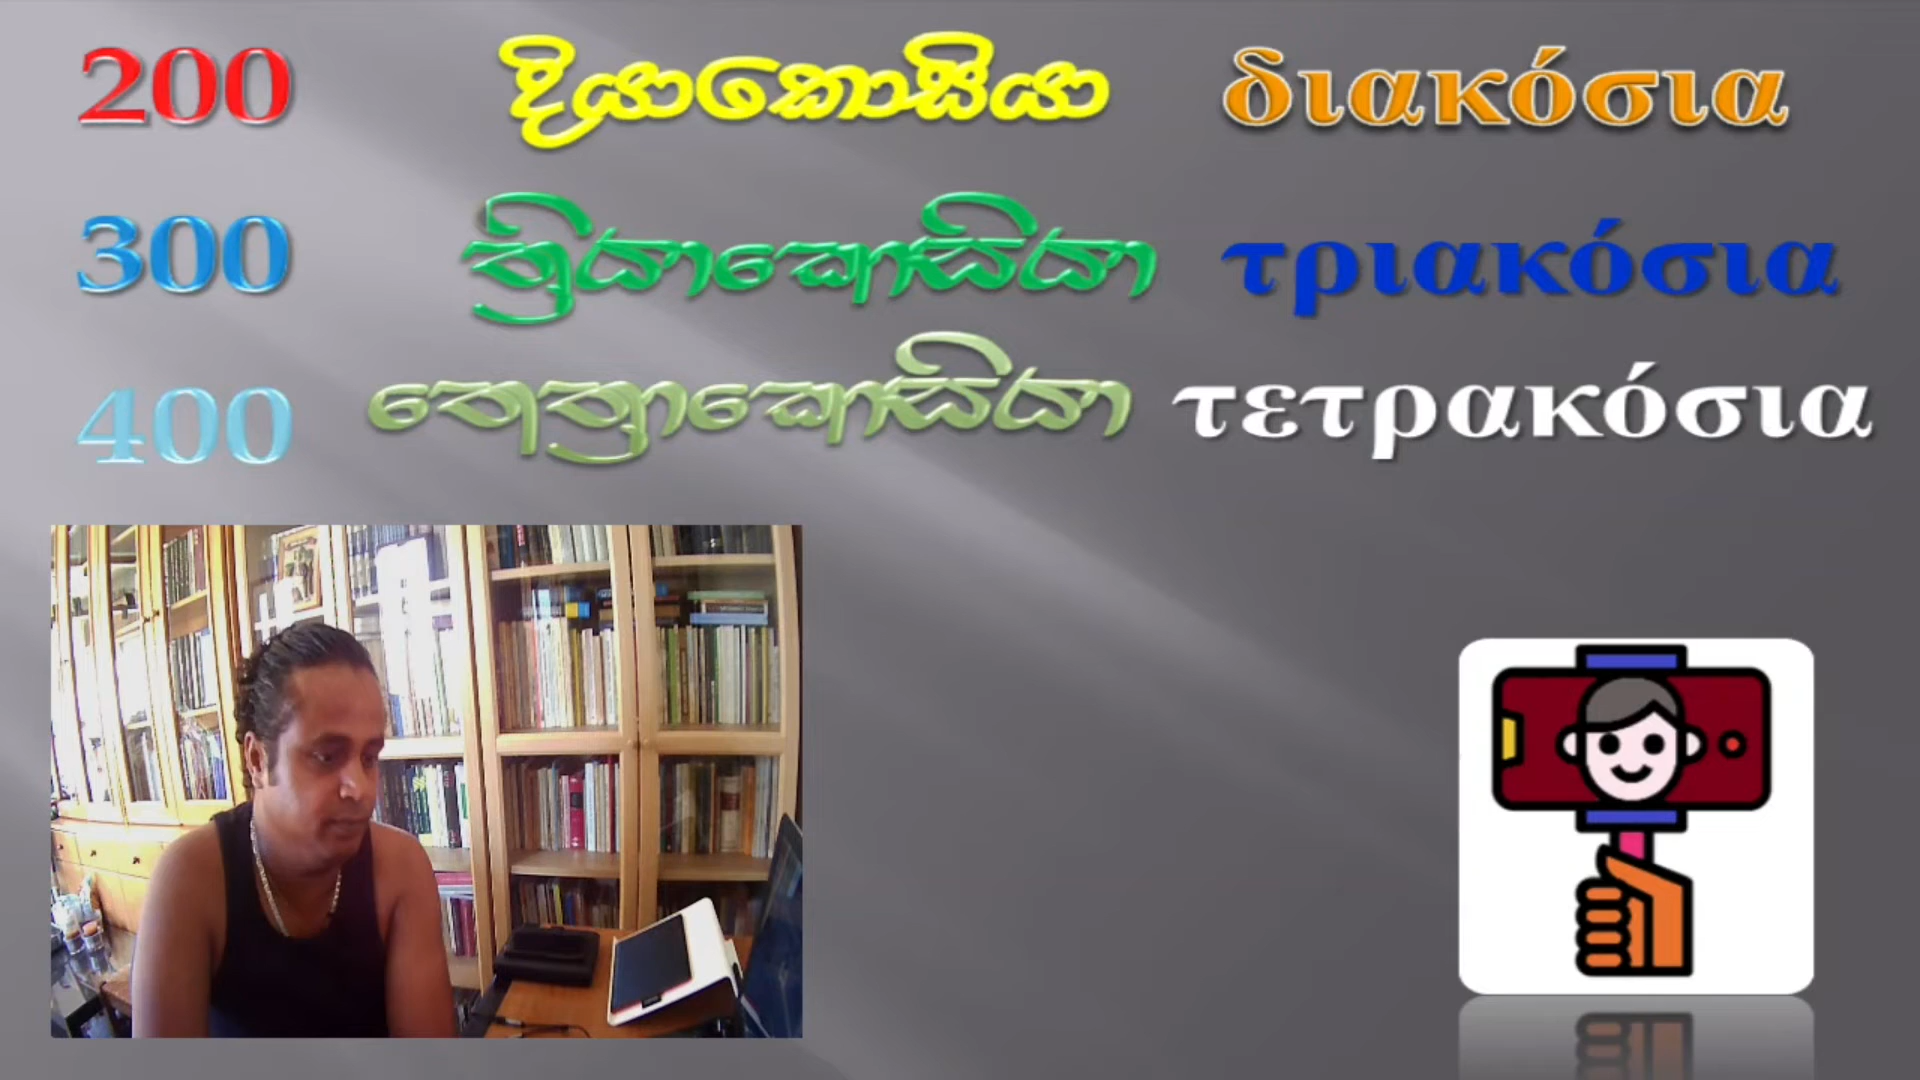 200 දියාකොසියා διακόσια
300 ත්‍රියාකොසියා τριακόσια
400 තෙත්‍රාකොසියා τετρακόσια